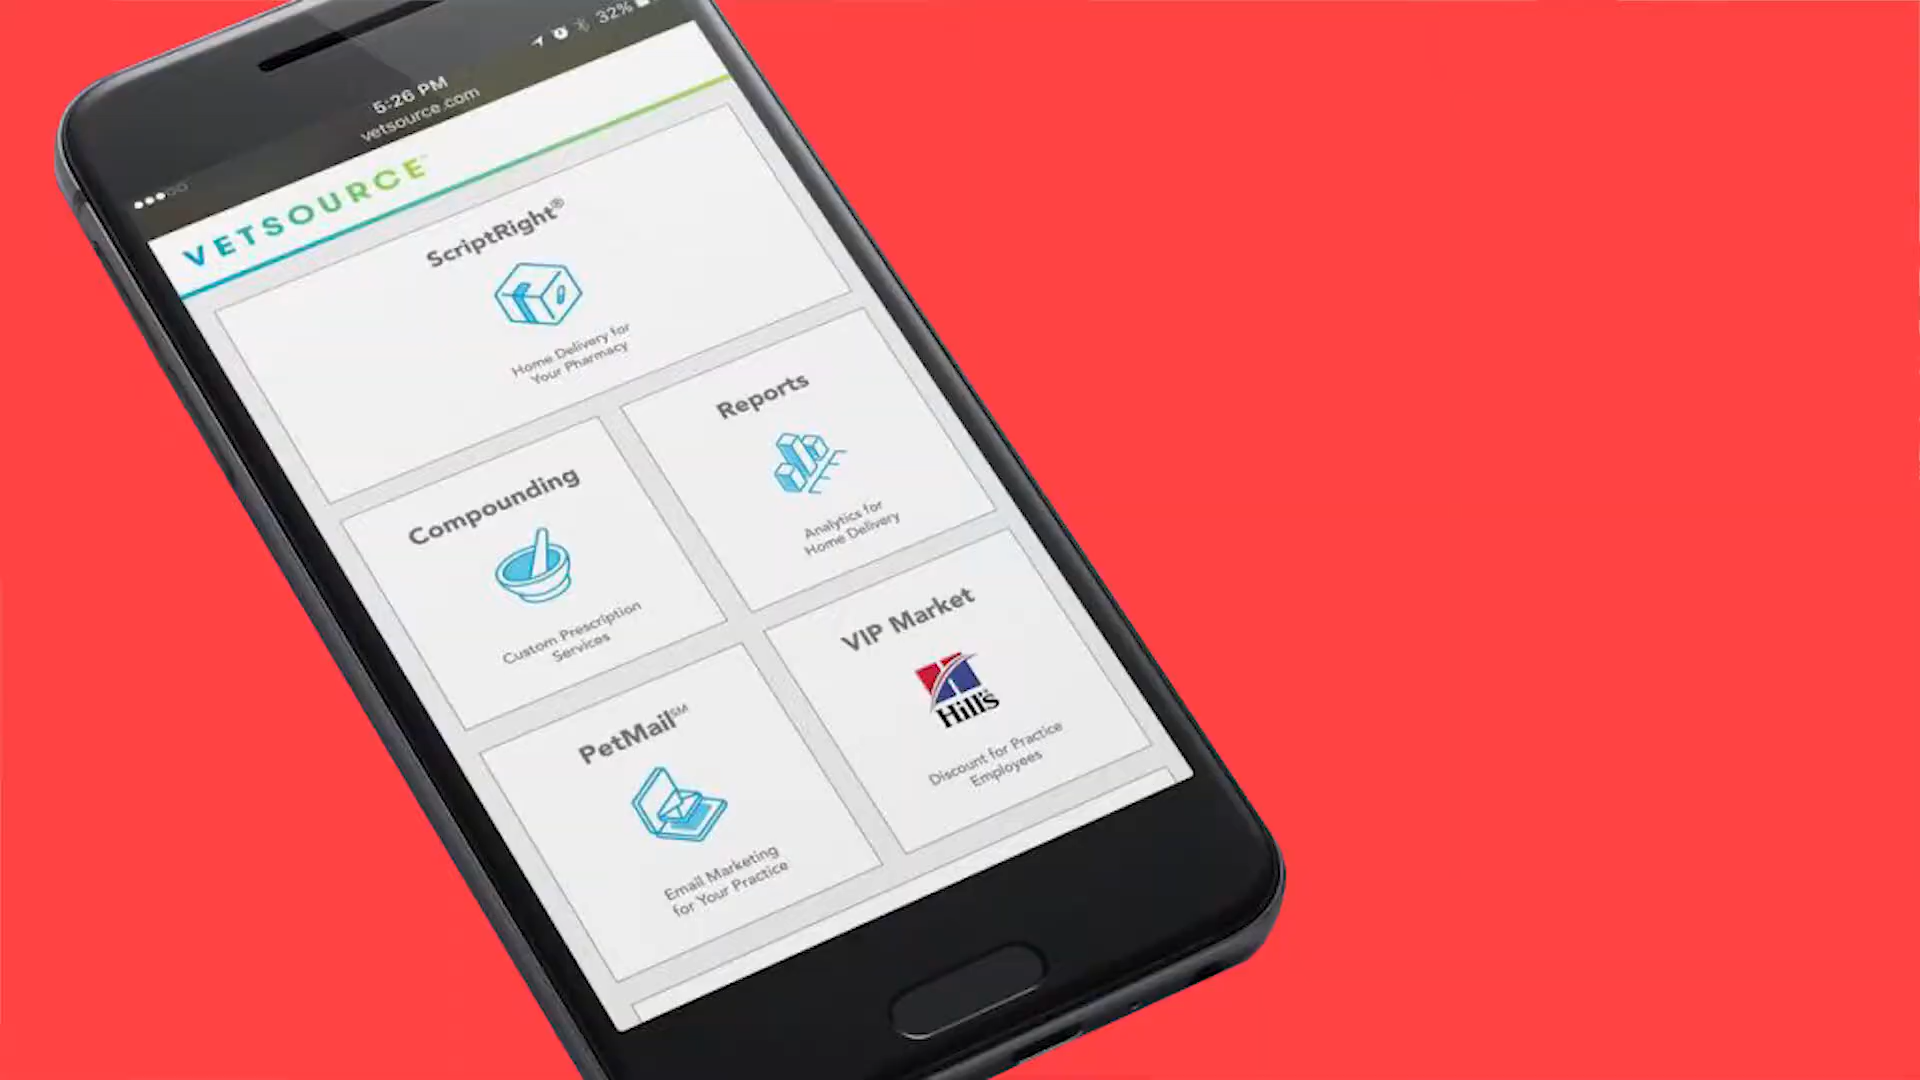 32%
5:26 PM
vetsource.com
VETSOURCE™
ScriptRight®
Home Delivery for
Your Pharmacy
Reports
Analytics for
Home Delivery
Compounding
Custom Prescription
Services
VIP Market
Hill's
Discount for Practice
Employees
PetMail℠
Email Marketing
for Your Practice